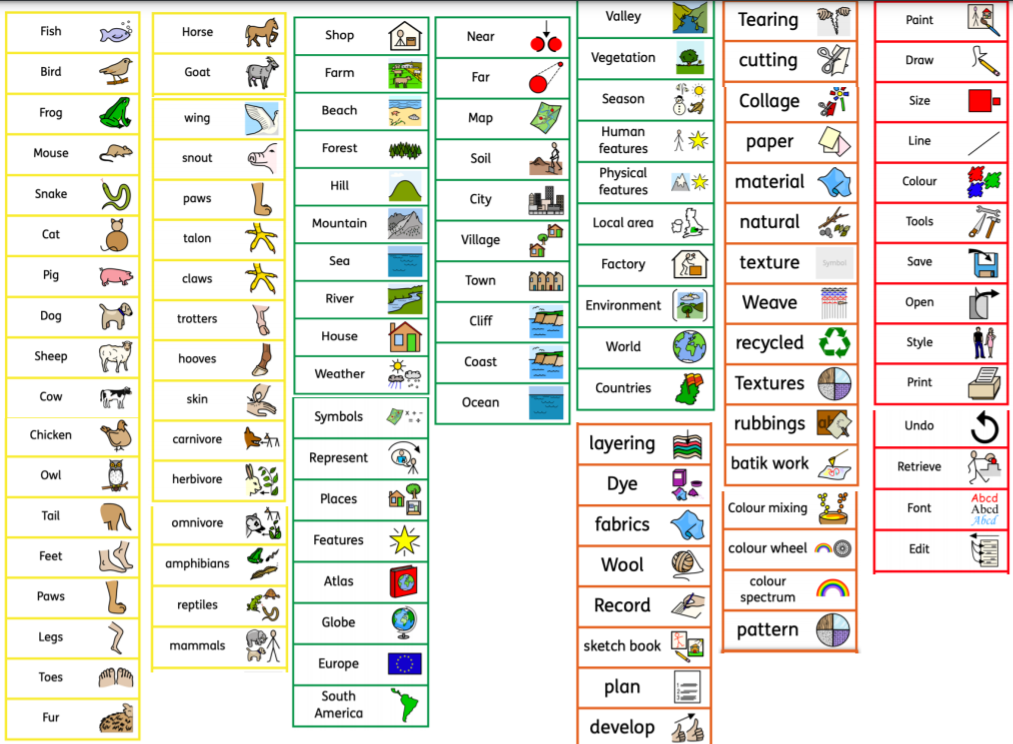 Fish
Bird
Frog
Mouse
Snake
Cat
Pig
Dog
Sheep
Cow
Chicken
Owl
Tail
Feet
Paws
Legs
Toes
Fur
Horse
Goat
wing
snout
paws
talon
claws
trotters
hooves
skin
carnivore
herbivore
omnivore
amphibians
reptiles
mammals
Shop
Farm
Beach
Forest
Hill
Mountain
Sea
River
House
Weather
Symbols
Represent
Places
Features
Atlas
Globe
Europe
South
America
Near
Far
Map
Soil
City
Village
Town
Cliff
Coast
Ocean
Valley
Vegetation
Season
Human
features
Physical
features
Local area
Factory
Environment
World
Countries
layering
Dye
fabrics
Wool
Record
sketch book
plan
develop
Tearing
cutting
Collage
paper
material
natural
texture
Symbol
Weave
recycled
Textures
rubbings
batik work
Colour mixing
colour wheel
colour
spectrum
pattern
Paint
Draw
Size
Line
Colour
Tools
Save
Open
Style
Print
Undo
Retrieve
Font
Abcd
Abcd
Abcd
Edit